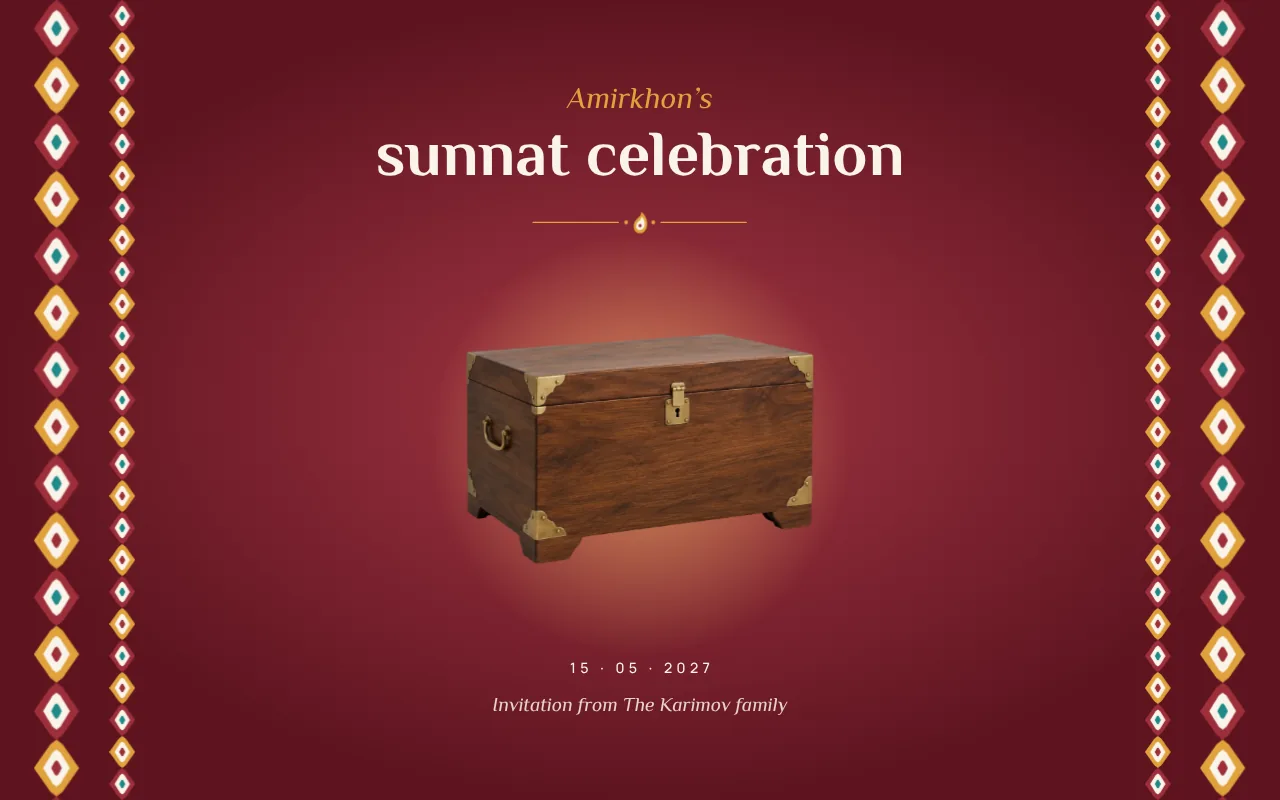 Amirkhon’s
sunnat celebration
15 · 05 · 2027
Invitation from The Karimov family